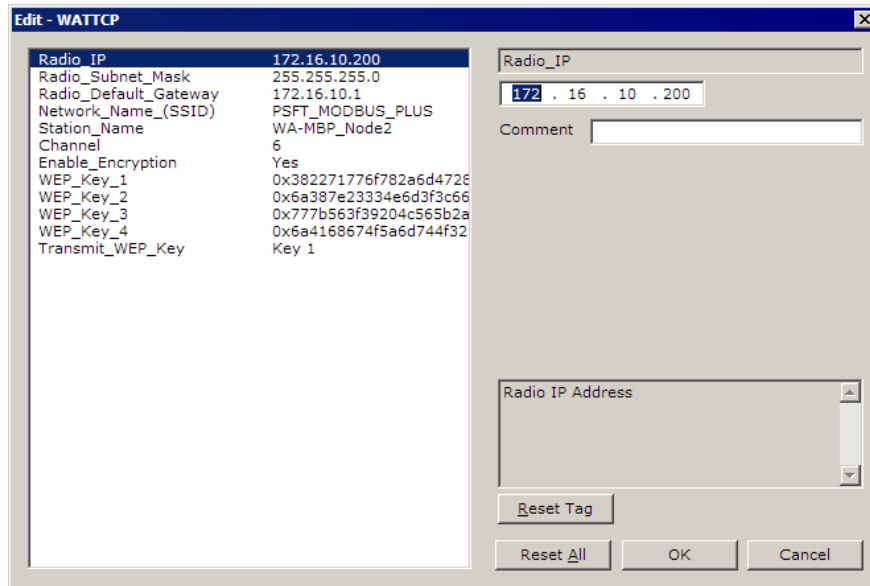 Edit - WATTCP
Radio_IP 172.16.10.200
Radio_Subnet_Mask 255.255.255.0
Radio_Default_Gateway 172.16.10.1
Network_Name_(SSID) PSFT_MODBUS_PLUS
Station_Name WA-MBP_Node2
Channel 6
Enable_Encryption Yes
WEP_Key_1 0x382271776f782a6d4728
WEP_Key_2 0x6a387e23334e6d3f3c66
WEP_Key_3 0x777b563f39204c565b2a
WEP_Key_4 0x6a4168674f5a6d744f32
Transmit_WEP_Key Key 1
Radio_IP
172 . 16 . 10 . 200
Comment
Radio IP Address
Reset Tag
Reset All OK Cancel